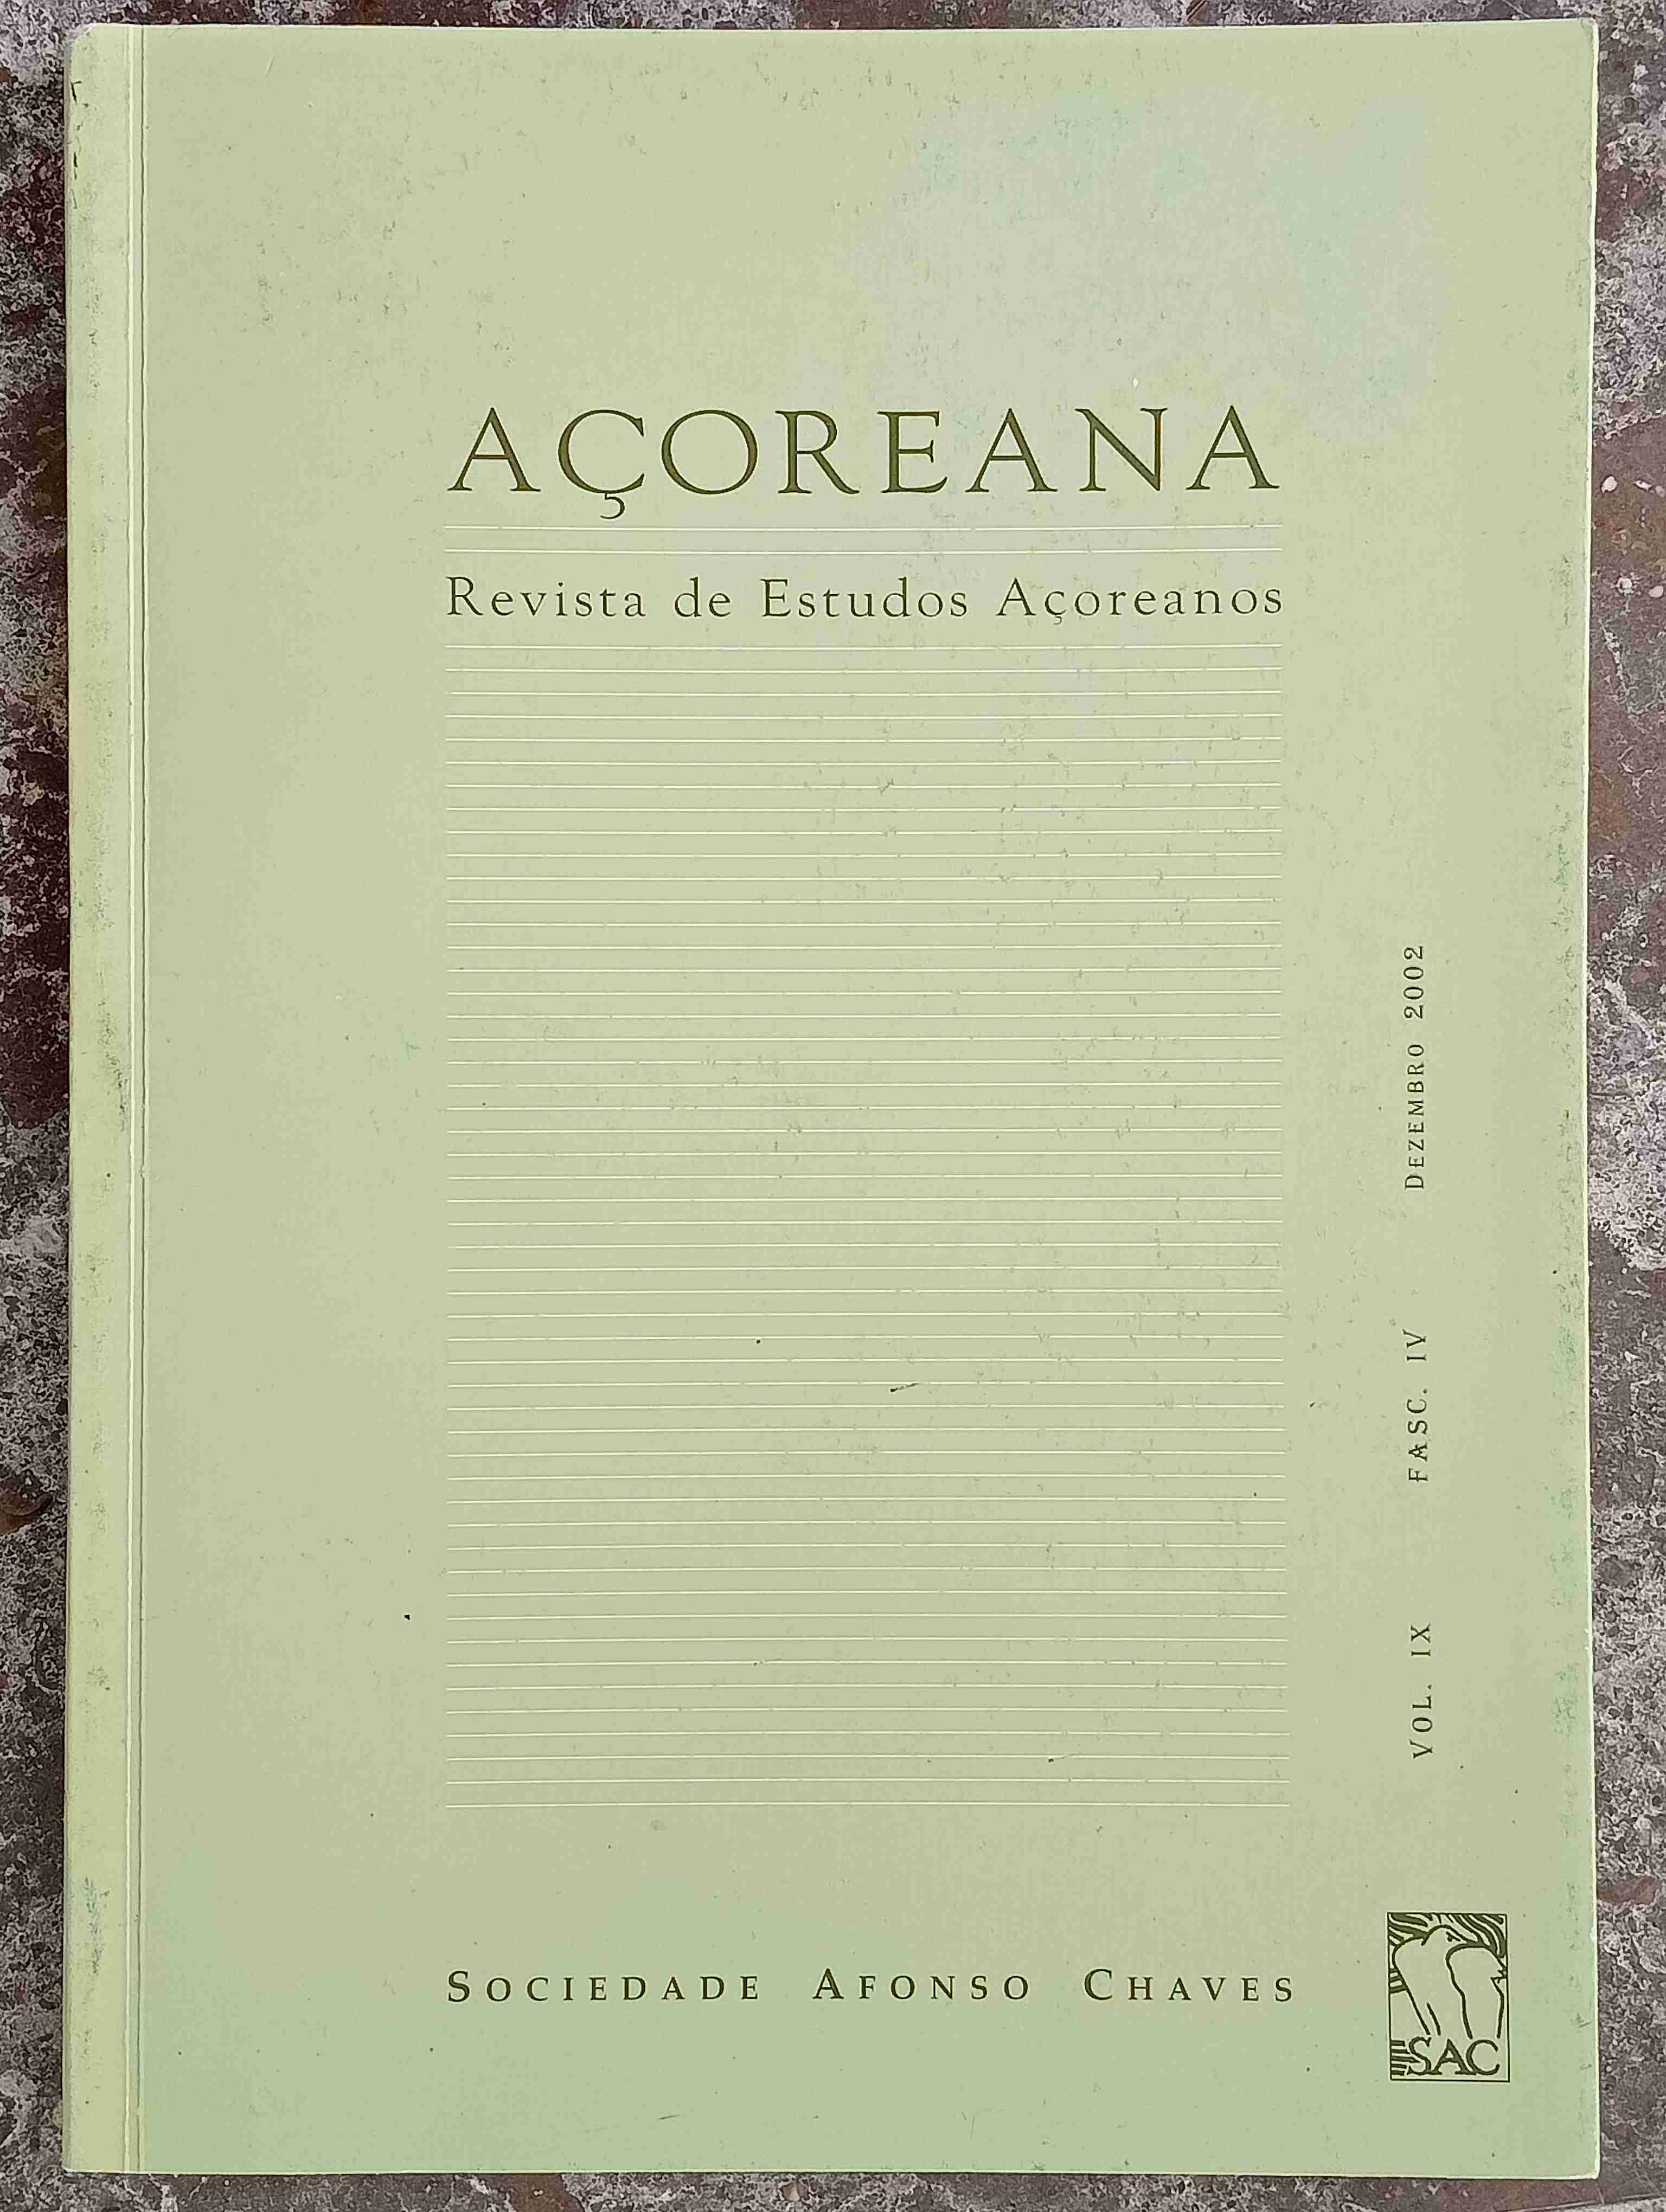 AÇOREANA
Revista de Estudos Açoreanos
VOL. IX FASC. IV DEZEMBRO 2002
SOCIEDADE AFONSO CHAVES
SAC